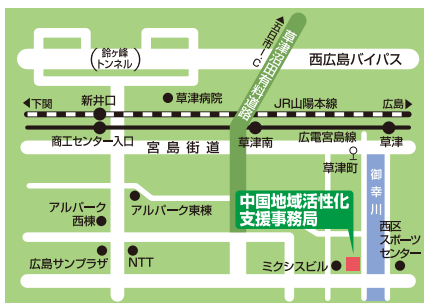 五日市IC
鈴ヶ峰
トンネル
西広島バイパス
草津沼田有料道路
下関
新井口
草津病院
JR山陽本線
広島
商工センター入口
宮島街道
草津南
広電宮島線
草津
草津町
御幸川
アルパーク
西棟
アルパーク東棟
中国地域活性化
支援事務局
西区
スポーツ
センター
広島サンプラザ
NTT
ミクシスビル